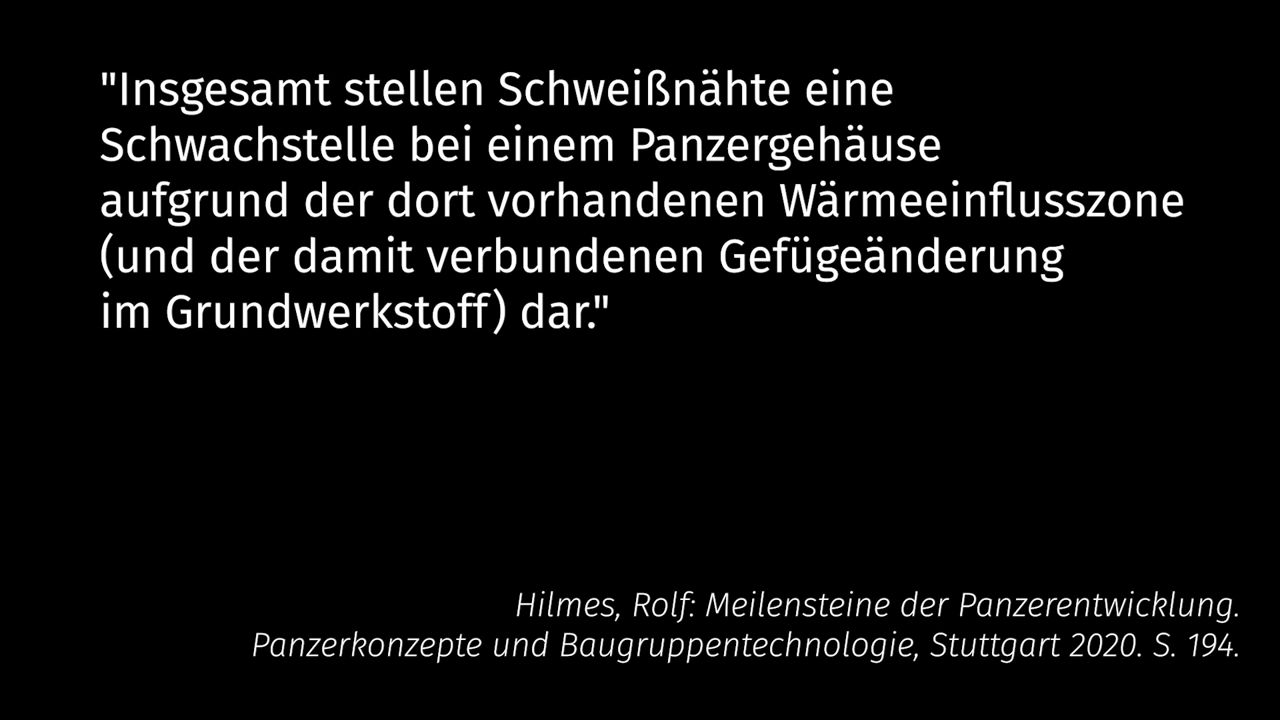 "Insgesamt stellen Schweißnähte eine
Schwachstelle bei einem Panzergehäuse
aufgrund der dort vorhandenen Wärmeeinflusszone
(und der damit verbundenen Gefügeänderung
im Grundwerkstoff) dar."
Hilmes, Rolf: Meilensteine der Panzerentwicklung.
Panzerkonzepte und Baugruppentechnologie, Stuttgart 2020. S. 194.